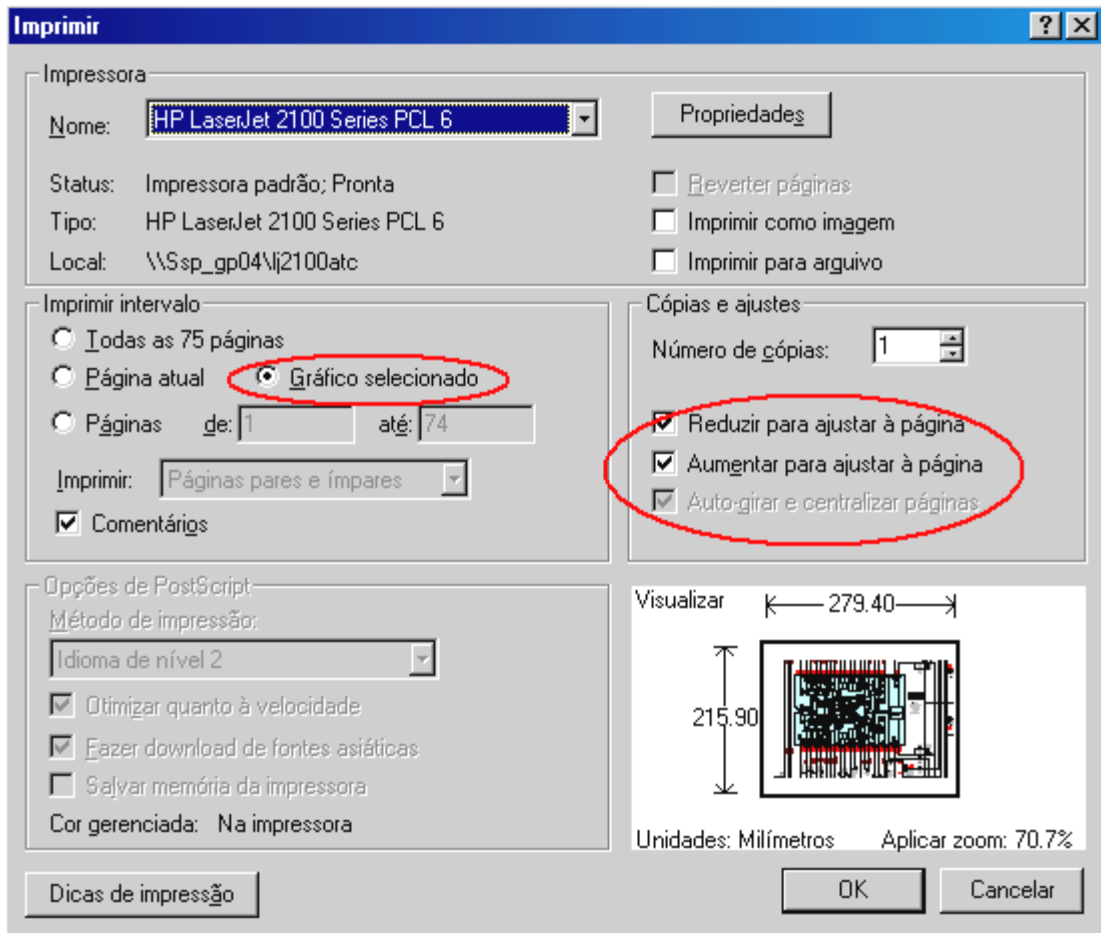 Imprimir
Impressora
Nome: HP LaserJet 2100 Series PCL 6
Propriedades
Status: Impressora padrão; Pronta
Reverter páginas
Tipo: HP LaserJet 2100 Series PCL 6
Imprimir como imagem
Local: \\Ssp_gp04\lj2100atc
Imprimir para arguivo
Imprimir intervalo
Todas as 75 páginas
Página atual Gráfico selecionado
Páginas de: 1 até: 74
Imprimir: Páginas pares e ímpares
Comentários
Cópias e ajustes
Número de cópias: 1
Reduzir para ajustar à página
Aumentar para ajustar à página
Auto-girar e centralizar páginas
Opções de PostScript
Método de impressão:
Idioma de nível 2
Otimizar quanto à velocidade
Fazer download de fontes asiáticas
Salvar memória da impressora
Cor gerenciada: Na impressora
Visualizar
279.40
215.90
Unidades: Milímetros Aplicar zoom: 70.7%
Dicas de impressão
OK
Cancelar